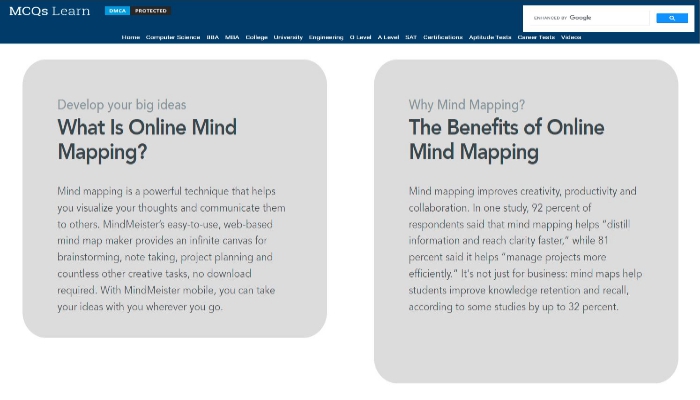 MCQs Learn
DMCA PROTECTED
ENHANCED BY Google
Home Computer Science BBA MBA College University Engineering O Level A Level SAT Certifications Aptitude Tests Career Tests Videos
Develop your big ideas
What Is Online Mind
Mapping?
Mind mapping is a powerful technique that helps
you visualize your thoughts and communicate them
to others. MindMeister's easy-to-use, web-based
mind map maker provides an infinite canvas for
brainstorming, note taking, project planning and
countless other creative tasks, no download
required. With MindMeister mobile, you can take
your ideas with you wherever you go.
Why Mind Mapping?
The Benefits of Online
Mind Mapping
Mind mapping improves creativity, productivity and
collaboration. In one study, 92 percent of
respondents said that mind mapping helps “distill
information and reach clarity faster,” while 81
percent said it helps “manage projects more
efficiently.” It's not just for business: mind maps help
students improve knowledge retention and recall,
according to some studies by up to 32 percent.